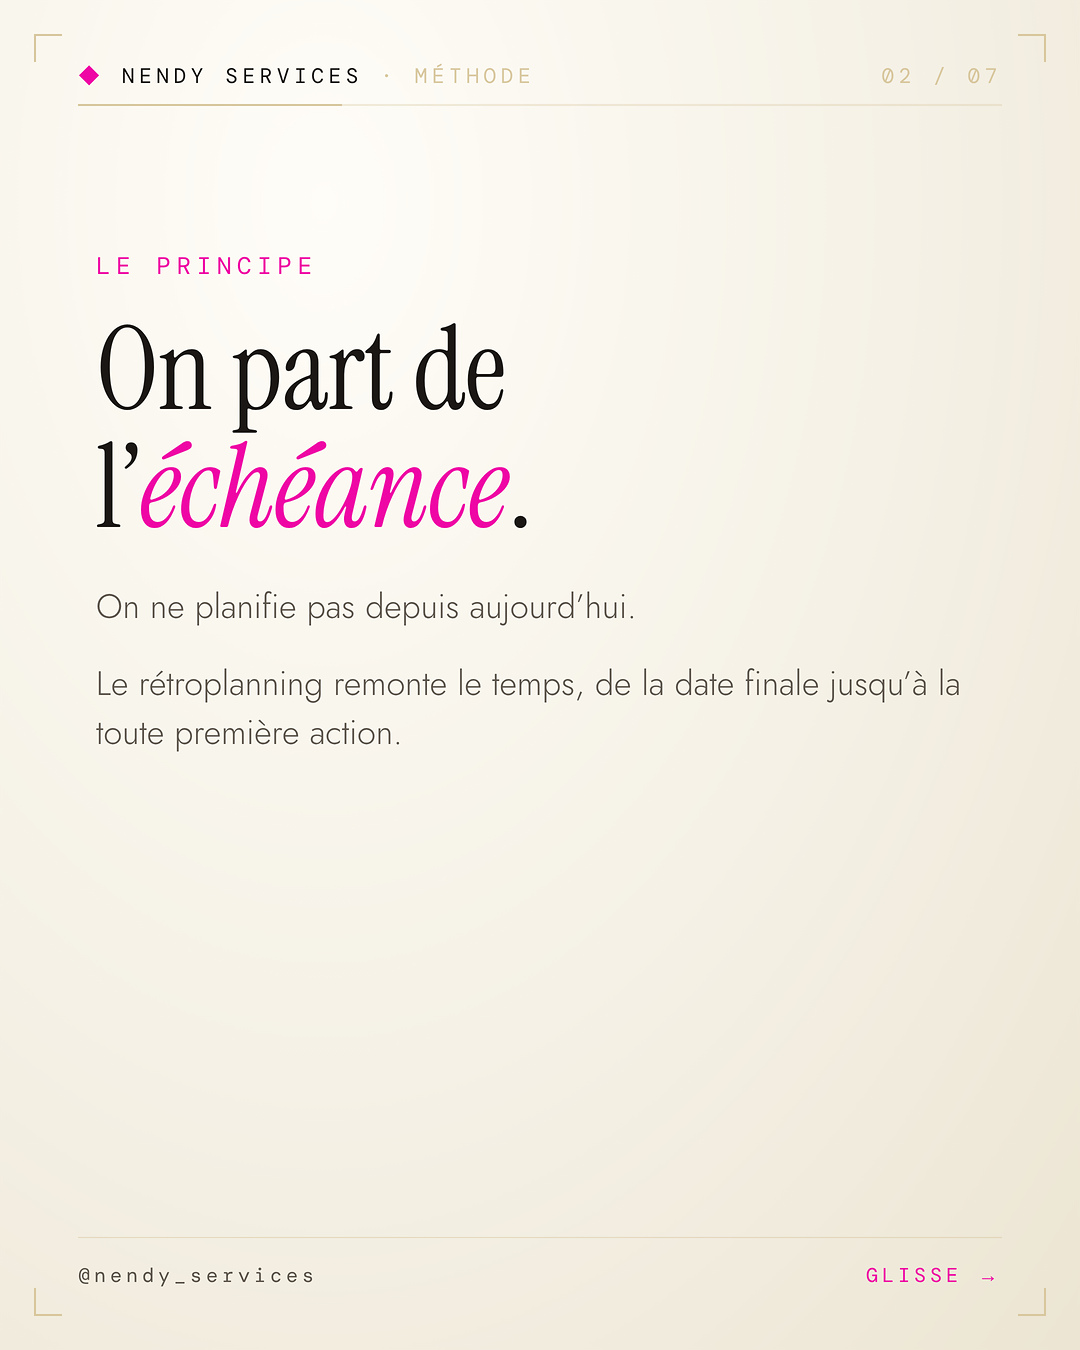 NENDY SERVICES · MÉTHODE
02 / 07
LE PRINCIPE
On part de
l’échéance.
On ne planifie pas depuis aujourd’hui.
Le rétroplanning remonte le temps, de la date finale jusqu’à la
toute première action.
@nendy_services
GLISSE →